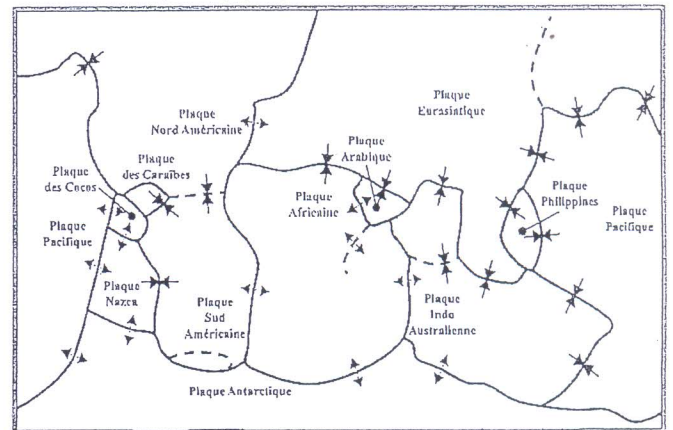 Plaque
Nord Américaine
Plaque
Eurasiatique
Plaque
des Cocos
Plaque
des Caraïbes
Plaque
Arabique
Plaque
Africaine
Plaque
Philippines
Plaque
Pacifique
Plaque
Pacifique
Plaque
Nazca
Plaque
Sud
Américaine
Plaque
Indo
Australienne
Plaque Antarctique